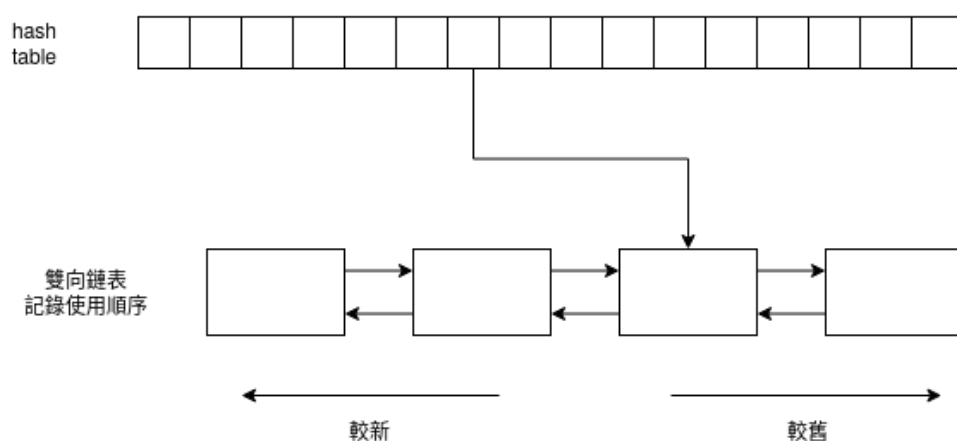 hash
table
雙向鏈表
記錄使用順序
較新
較舊